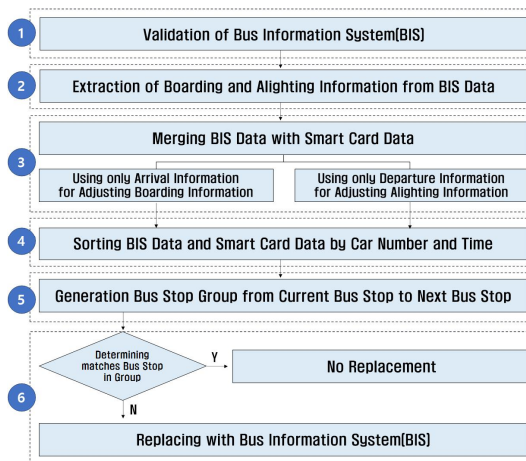 1
Validation of Bus Information System(BIS)
2
Extraction of Boarding and Alighting Information from BIS Data
3
Merging BIS Data with Smart Card Data
Using only Arrival Information
for Adjusting Boarding Information
Using only Departure Information
for Adjusting Alighting Information
4
Sorting BIS Data and Smart Card Data by Car Number and Time
5
Generation Bus Stop Group from Current Bus Stop to Next Bus Stop
6
Determining
matches Bus Stop
in Group
Y
No Replacement
N
Replacing with Bus Information System(BIS)